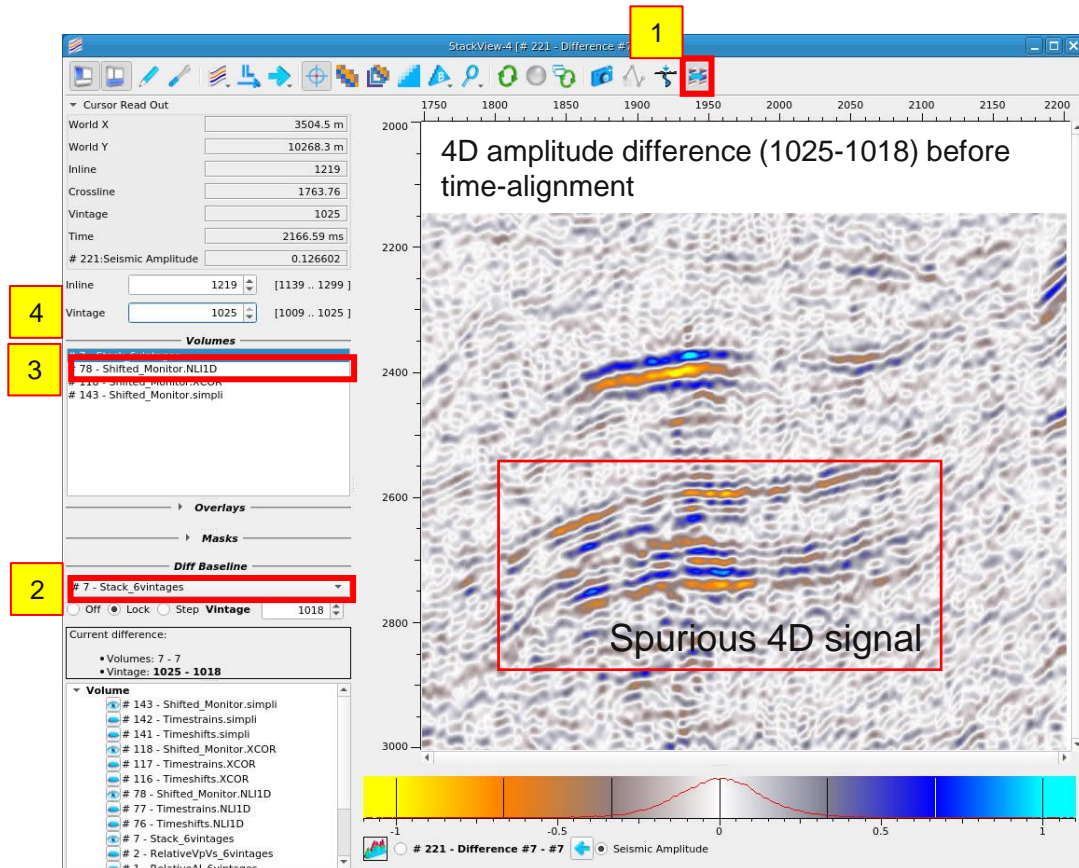 1
StackView-4 [# 221 - Difference #7
Cursor Read Out
World X 3504.5 m
World Y 10268.3 m
Inline 1219
Crossline 1763.76
Vintage 1025
Time 2166.59 ms
# 221:Seismic Amplitude 0.126602
Inline 1219 [1139 .. 1299 ]
4
Vintage 1025 [1009 .. 1025 ]
Volumes
# 7 - Stack_6vintages
3
78 - Shifted_Monitor.NLI1D
# 118 - Shifted_Monitor.XCOR
# 143 - Shifted_Monitor.simpli
Overlays
Masks
Diff Baseline
2
# 7 - Stack_6vintages
Off Lock Step Vintage 1018
Current difference:
• Volumes: 7 - 7
• Vintage: 1025 - 1018
Volume
# 143 - Shifted_Monitor.simpli
# 142 - Timestrains.simpli
# 141 - Timeshifts.simpli
# 118 - Shifted_Monitor.XCOR
# 117 - Timestrains.XCOR
# 116 - Timeshifts.XCOR
# 78 - Shifted_Monitor.NLI1D
# 77 - Timestrains.NLI1D
# 76 - Timeshifts.NLI1D
# 7 - Stack_6vintages
# 2 - RelativeVpVs_6vintages
# 1 - RelativeAI_6vintages
1750 1800 1850 1900 1950 2000 2050 2100 2150 2200
2000
4D amplitude difference (1025-1018) before
time-alignment
2200
2400
2600
2800
Spurious 4D signal
3000
-1 -0.5 0 0.5 1
# 221 - Difference #7 - #7 Seismic Amplitude